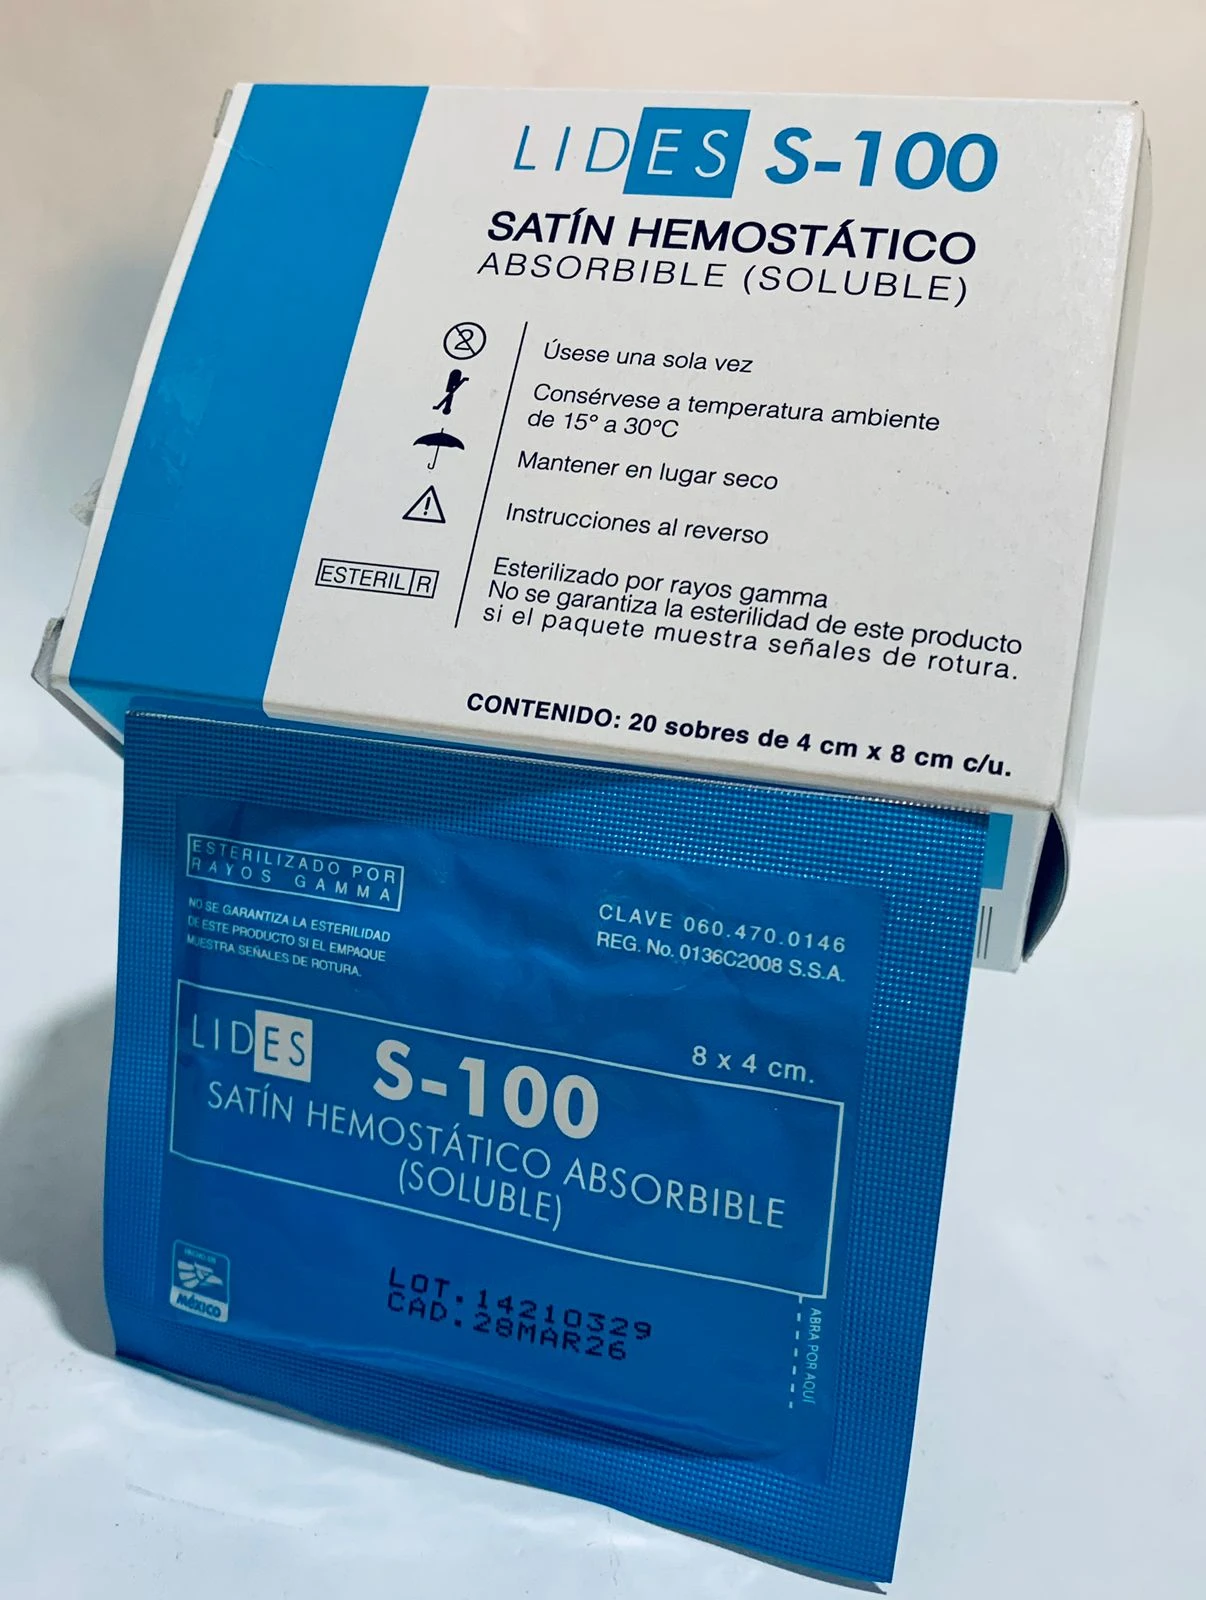 LIDES S-100
SATÍN HEMOSTÁTICO
ABSORBIBLE (SOLUBLE)
2
Úsese una sola vez
Consérvese a temperatura ambiente
de 15° a 30°C
Mantener en lugar seco
!
Instrucciones al reverso
ESTERIL R
Esterilizado por rayos gamma
No se garantiza la esterilidad de este producto
si el paquete muestra señales de rotura.
CONTENIDO: 20 sobres de 4 cm x 8 cm c/u.
ESTERILIZADO POR
RAYOS GAMMA
NO SE GARANTIZA LA ESTERILIDAD
DE ESTE PRODUCTO SI EL EMPAQUE
MUESTRA SEÑALES DE ROTURA.
CLAVE 060.470.0146
REG. No. 0136C2008 S.S.A.
8 x 4 cm.
LIDES S-100
SATÍN HEMOSTÁTICO ABSORBIBLE
(SOLUBLE)
HECHO EN
MÉXICO
LOT.14210329
CAD.28MAR26
ABRA POR AQUÍ